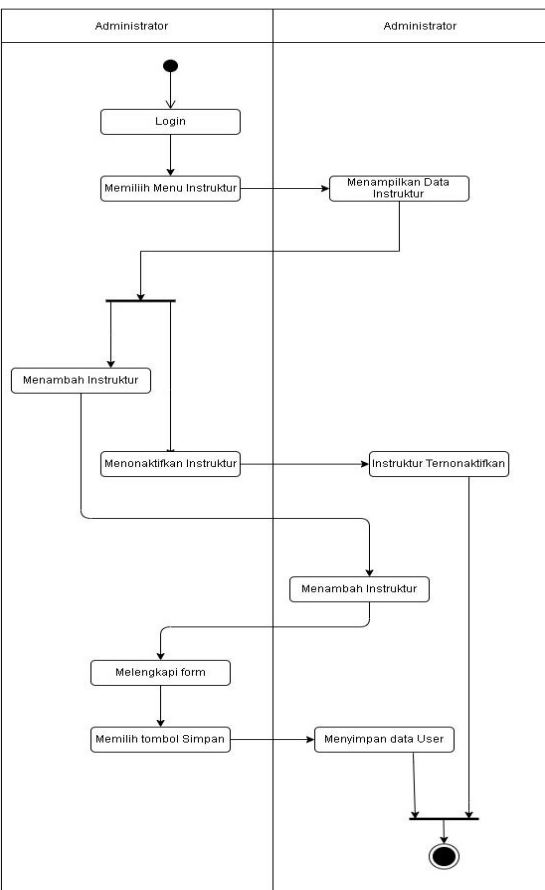 Administrator
Administrator
Login
Memiliih Menu Instruktur
Menampilkan Data
Instruktur
Menambah Instruktur
Menonaktifkan Instruktur
Instruktur Ternonaktifkan
Menambah Instruktur
Melengkapi form
Memilih tombol Simpan
Menyimpan data User